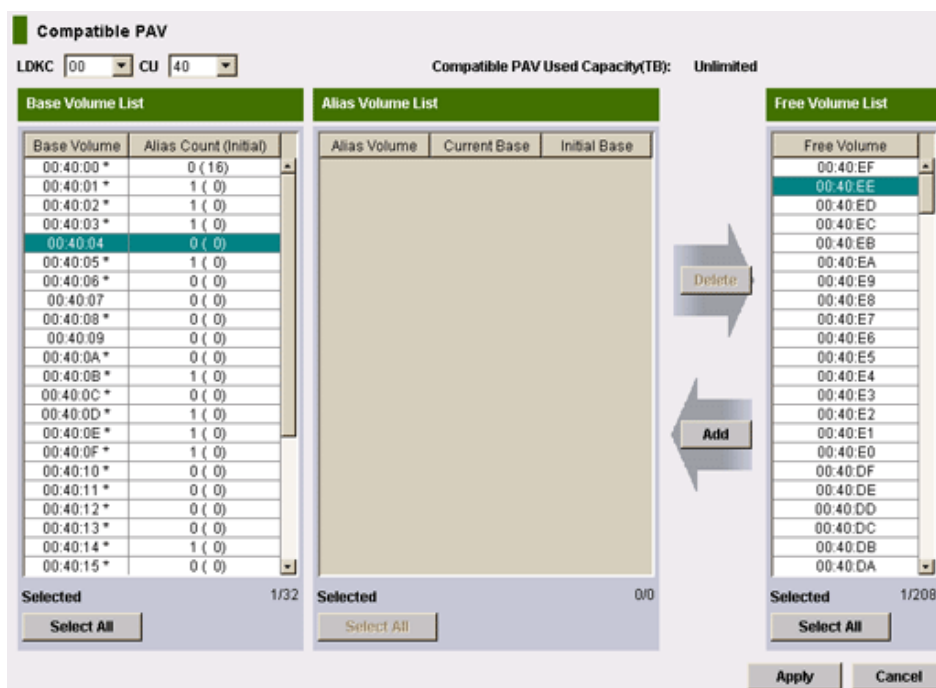 Compatible PAV
LDKC 00 CU 40 Compatible PAV Used Capacity(TB): Unlimited
Base Volume List
Base Volume Alias Count (Initial)
00:40:00 * 0 ( 16)
00:40:01 * 1 ( 0)
00:40:02 * 1 ( 0)
00:40:03 * 1 ( 0)
00:40:04 0 ( 0)
00:40:05 * 1 ( 0)
00:40:06 * 0 ( 0)
00:40:07 0 ( 0)
00:40:08 * 0 ( 0)
00:40:09 0 ( 0)
00:40:0A * 0 ( 0)
00:40:0B * 1 ( 0)
00:40:0C * 0 ( 0)
00:40:0D * 1 ( 0)
00:40:0E * 1 ( 0)
00:40:0F * 1 ( 0)
00:40:10 * 0 ( 0)
00:40:11 * 0 ( 0)
00:40:12 * 0 ( 0)
00:40:13 * 0 ( 0)
00:40:14 * 1 ( 0)
00:40:15 * 0 ( 0)
Selected 1/32
Select All
Alias Volume List
Alias Volume Current Base Initial Base
Selected 0/0
Select All
Delete
Add
Free Volume List
Free Volume
00:40:EF
00:40:EE
00:40:ED
00:40:EC
00:40:EB
00:40:EA
00:40:E9
00:40:E8
00:40:E7
00:40:E6
00:40:E5
00:40:E4
00:40:E3
00:40:E2
00:40:E1
00:40:E0
00:40:DF
00:40:DE
00:40:DD
00:40:DC
00:40:DB
00:40:DA
Selected 1/208
Select All
Apply Cancel